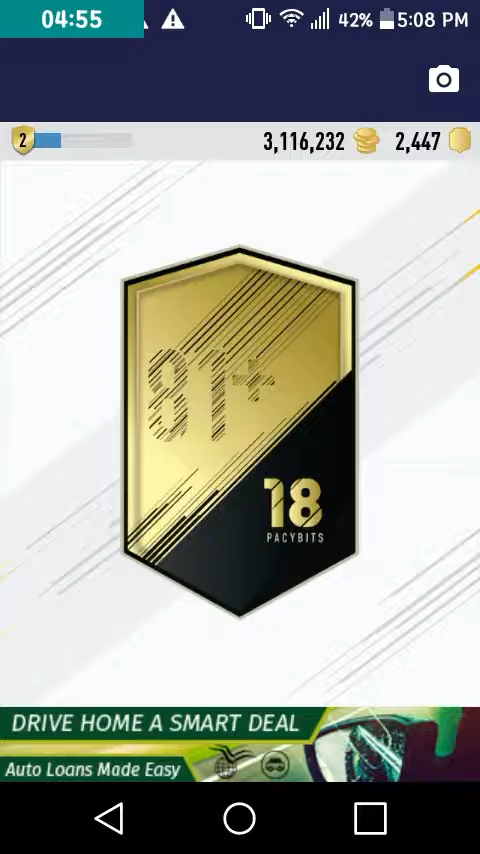 04:55
42%
5:08 PM
2
3,116,232
2,447
81+
18
PACYBITS
DRIVE HOME A SMART DEAL
Auto Loans Made Easy